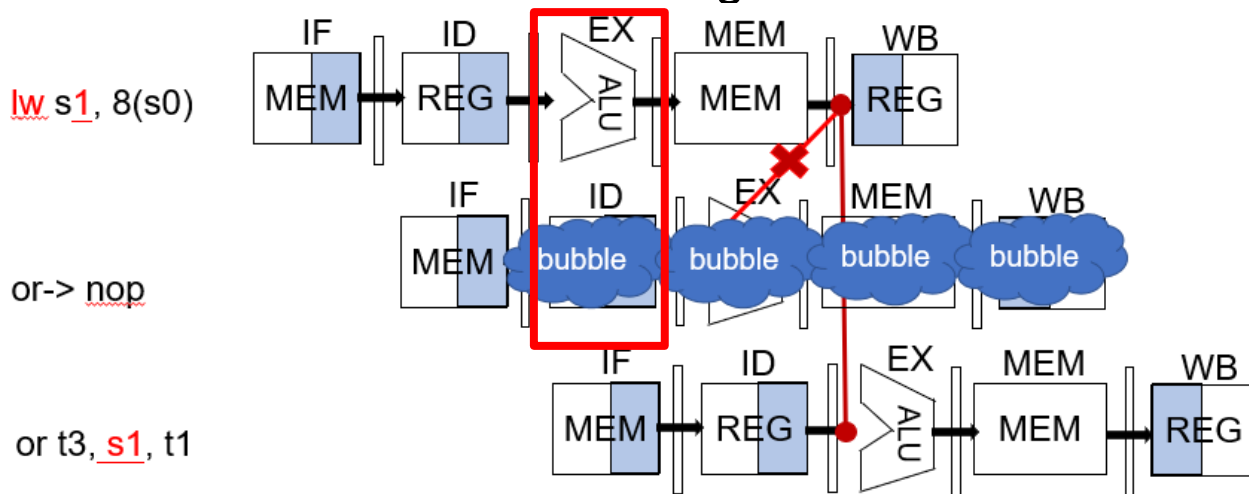 IF ID EX MEM WB
lw s1, 8(s0) MEM REG ALU MEM REG
IF ID EX MEM WB
or-> nop MEM bubble bubble bubble bubble
IF ID EX MEM WB
or t3, s1, t1 MEM REG ALU MEM REG